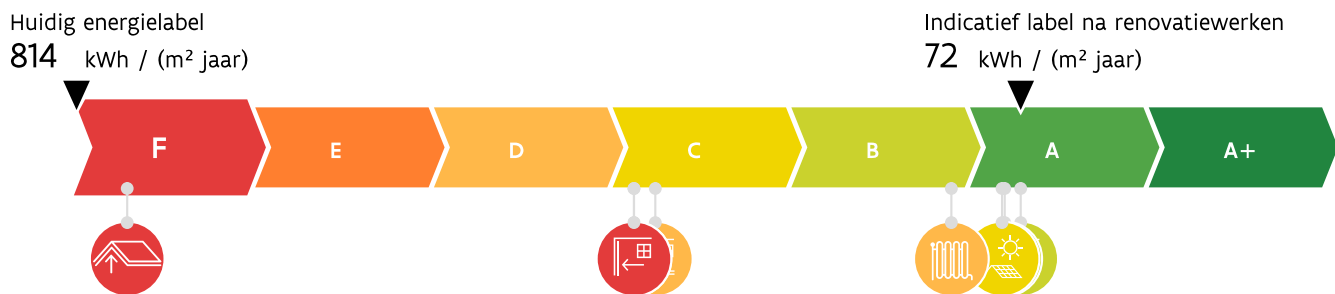 Huidig energielabel
814 kWh / (m² jaar)
Indicatief label na renovatiewerken
72 kWh / (m² jaar)
F E D C B A A+